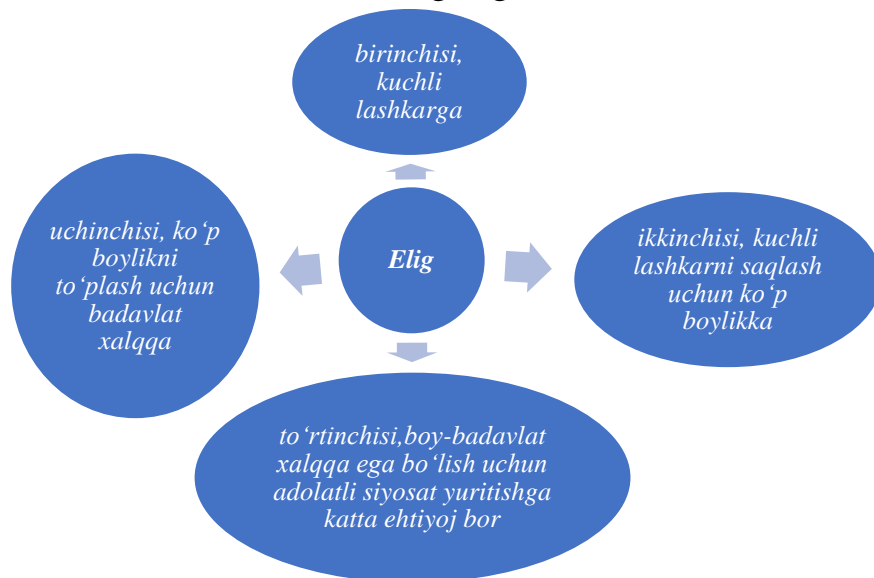 birinchisi,
kuchli
lashkarga
uchinchisi, ko‘p
boylikni
to‘plash uchun
badavlat
xalqqa
Elig
ikkinchisi, kuchli
lashkarni saqlash
uchun ko‘p
boylikka
to‘rtinchisi,boy-badavlat
xalqqa ega bo‘lish uchun
adolatli siyosat yuritishga
katta ehtiyoj bor